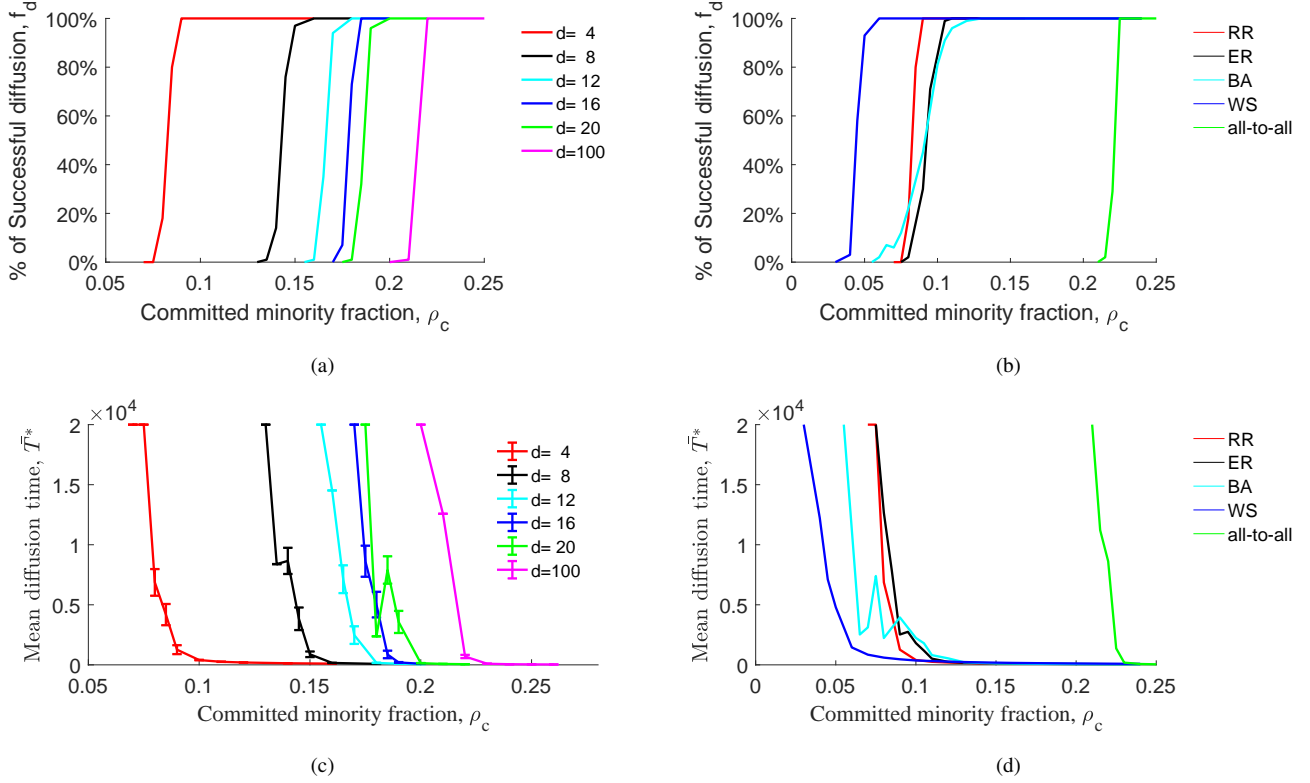 % of Successful diffusion, f_d
100%
80%
60%
40%
20%
0%
0.05
0.1
0.15
0.2
0.25
Committed minority fraction, ρ_c
d= 4
d= 8
d= 12
d= 16
d= 20
d=100
(a)
% of Successful diffusion, f_d
100%
80%
60%
40%
20%
0%
0
0.05
0.1
0.15
0.2
0.25
Committed minority fraction, ρ_c
RR
ER
BA
WS
all-to-all
(b)
×10^4
Mean diffusion time, T̄*
2
1.5
1
0.5
0
0.05
0.1
0.15
0.2
0.25
Committed minority fraction, ρ_c
d= 4
d= 8
d= 12
d= 16
d= 20
d=100
(c)
×10^4
Mean diffusion time, T̄*
2
1.5
1
0.5
0
0
0.05
0.1
0.15
0.2
0.25
Committed minority fraction, ρ_c
RR
ER
BA
WS
all-to-all
(d)